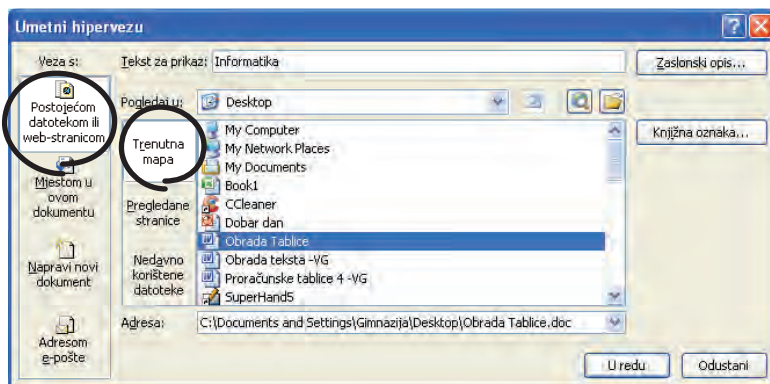 Umetni hipervezu
Veza s:
Tekst za prikaz: Informatika
Zaslonski opis...
Postojećom
datotekom ili
web-stranicom
Pogledaj u: Desktop
Trenutna
mapa
My Computer
My Network Places
My Documents
Book1
CCleaner
Dobar dan
Obrada Tablice
Obrada teksta -VG
Proračunske tablice 4 -VG
SuperHand5
Knjižna oznaka...
Mjestom u
ovom
dokumentu
Pregledane
stranice
Napravi novi
dokument
Nedavno
korištene
datoteke
Adresa: C:\Documents and Settings\Gimnazija\Desktop\Obrada Tablice.doc
Adresom
e-pošte
U redu
Odustani